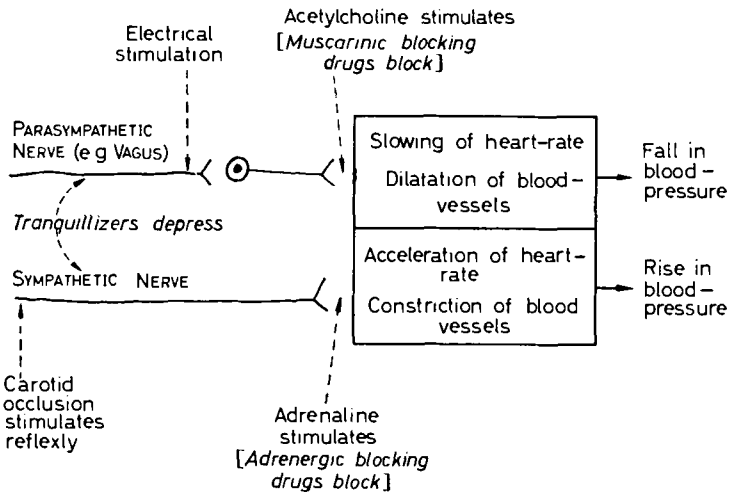 Electrical
stimulation
Acetylcholine stimulates
[Muscarinic blocking
drugs block]
PARASYMPATHETIC
NERVE (e g VAGUS)
Slowing of heart-rate
Dilatation of blood-
vessels
Fall in
blood-
pressure
Tranquillizers depress
SYMPATHETIC NERVE
Acceleration of heart-
rate
Constriction of blood
vessels
Rise in
blood-
pressure
Carotid
occlusion
stimulates
reflexly
Adrenaline
stimulates
[Adrenergic blocking
drugs block]